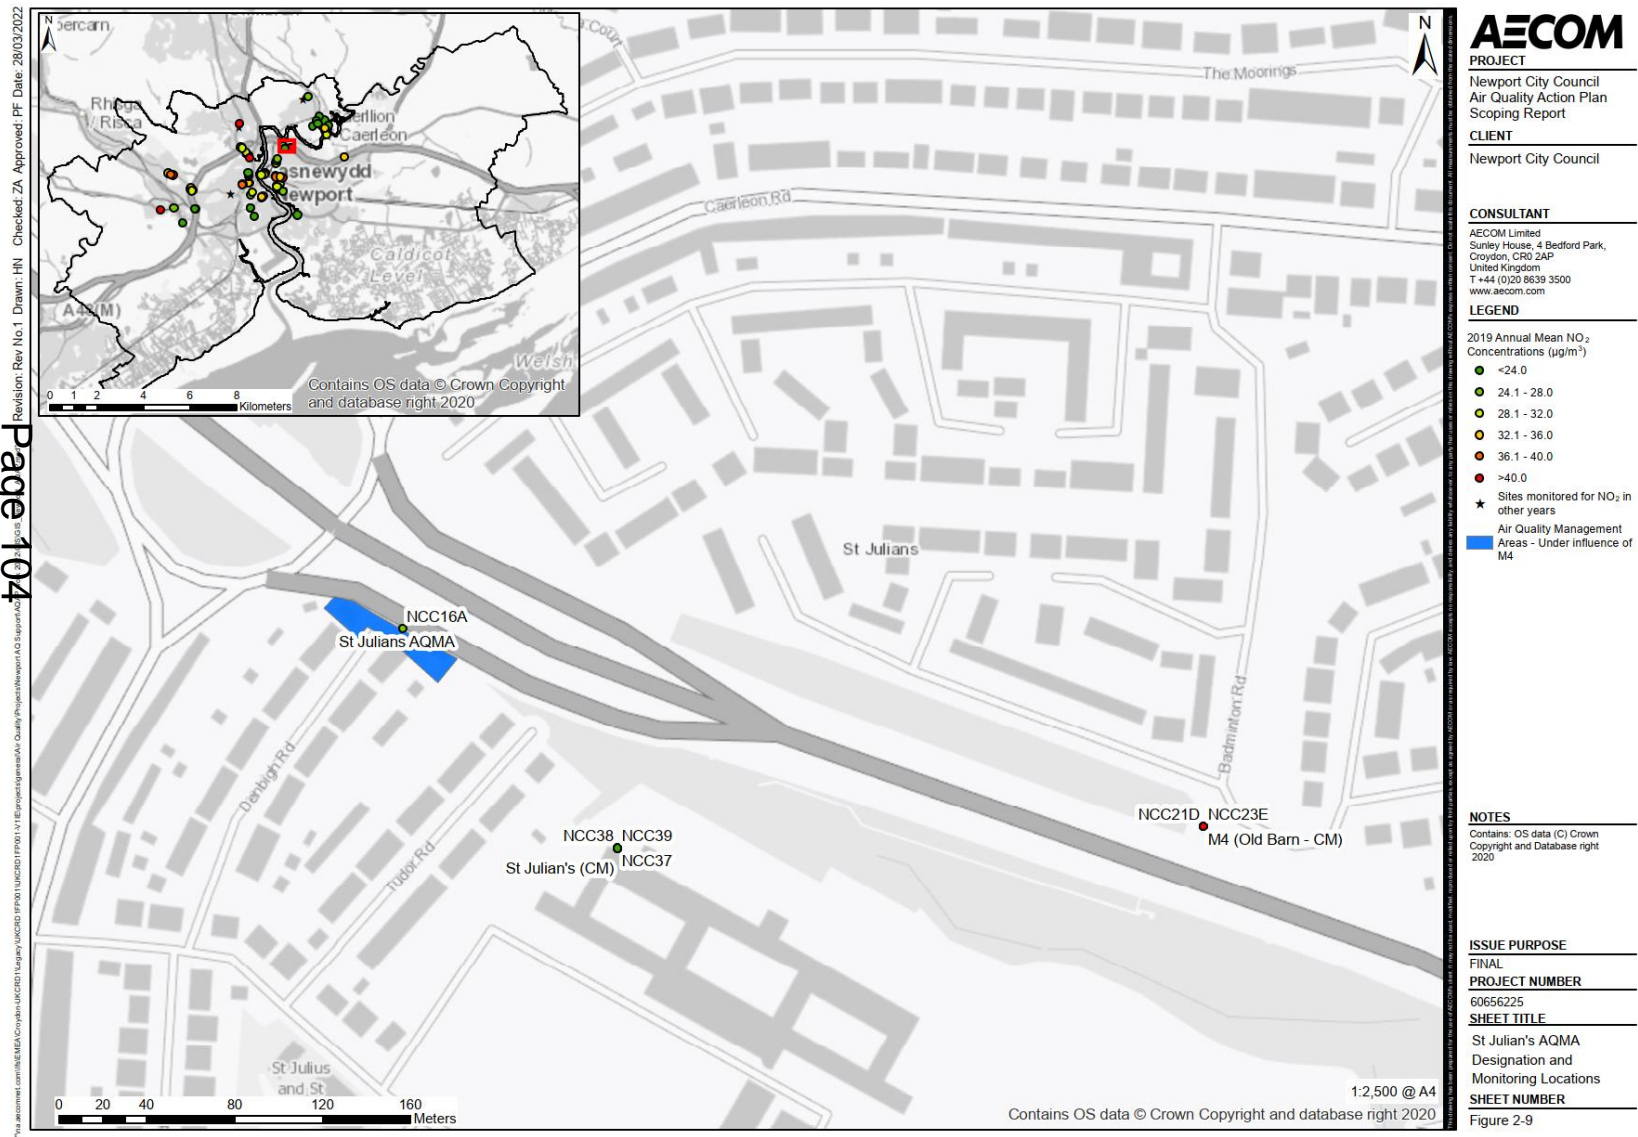 Revision: Rev No.1 Drawn: HN Checked: ZA Approved: PF Date: 28/03/2022
Page 104
N
Rhisga
/ Risca
Caerleon
Newport
Caldicot
Level
A48(M)
Welsh
0 1 2 4 6 8
Kilometers
Contains OS data © Crown Copyright
and database right 2020
N
The Moorings
Caerleon Rd
St Julians
NCC16A
St Julians AQMA
Denbigh Rd
Tudor Rd
Badminton Rd
NCC38 NCC39
NCC37
St Julian's (CM)
NCC21D NCC23E
M4 (Old Barn - CM)
St Julius
and St
0 20 40 80 120 160
Meters
1:2,500 @ A4
Contains OS data © Crown Copyright and database right 2020
AECOM
PROJECT
Newport City Council
Air Quality Action Plan
Scoping Report
CLIENT
Newport City Council
CONSULTANT
AECOM Limited
Sunley House, 4 Bedford Park,
Croydon, CR0 2AP
United Kingdom
T +44 (0)20 8639 3500
www.aecom.com
LEGEND
2019 Annual Mean NO₂
Concentrations (µg/m³)
<24.0
24.1 - 28.0
28.1 - 32.0
32.1 - 36.0
36.1 - 40.0
>40.0
Sites monitored for NO₂ in
other years
Air Quality Management
Areas - Under influence of
M4
NOTES
Contains: OS data (C) Crown
Copyright and Database right
2020
ISSUE PURPOSE
FINAL
PROJECT NUMBER
60656225
SHEET TITLE
St Julian's AQMA
Designation and
Monitoring Locations
SHEET NUMBER
Figure 2-9